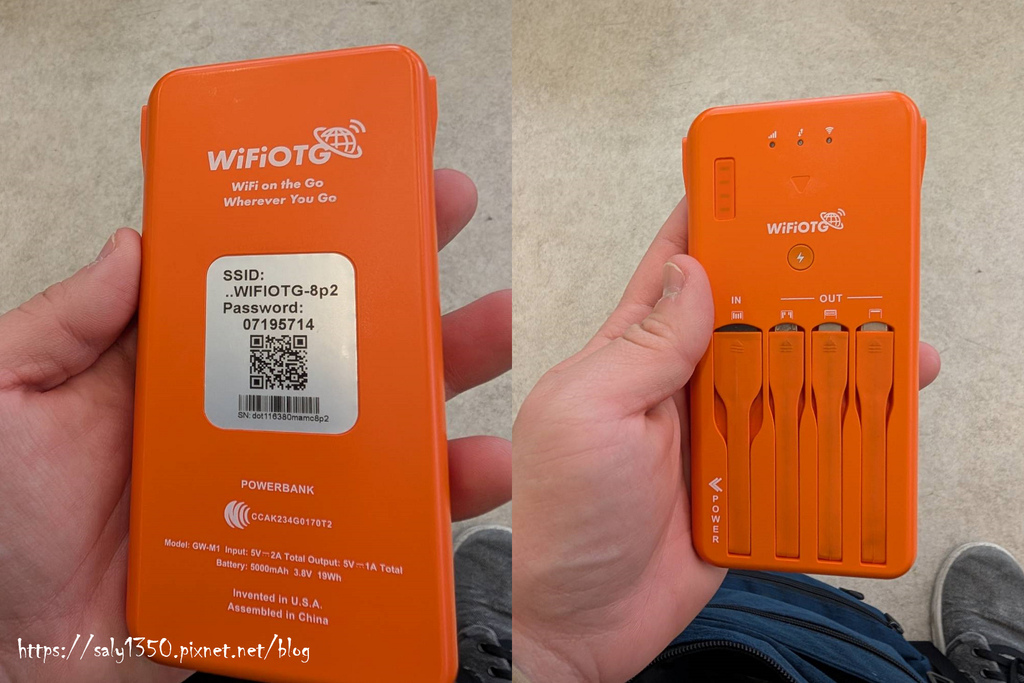 WiFiOTG
WiFi on the Go
Wherever You Go
SSID:
..WIFIOTG-8p2
Password:
07195714
SN: dot116380mamc8p2
POWERBANK
CCAK234G0170T2
Model: GW-M1 Input: 5V⎓2A Total Output: 5V⎓1A Total
Battery: 5000mAh 3.8V 19Wh
Invented in U.S.A.
Assembled in China
https://saly1350.pixnet.net/blog
WiFiOTG
IN
OUT
POWER